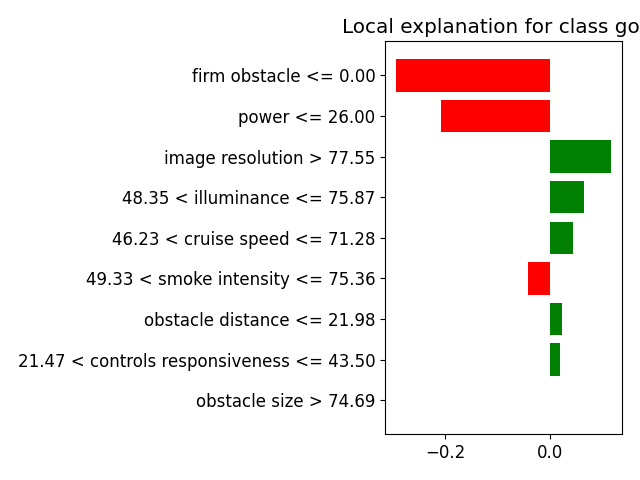 Local explanation for class go
firm obstacle <= 0.00
power <= 26.00
image resolution > 77.55
48.35 < illuminance <= 75.87
46.23 < cruise speed <= 71.28
49.33 < smoke intensity <= 75.36
obstacle distance <= 21.98
21.47 < controls responsiveness <= 43.50
obstacle size > 74.69
−0.2 0.0